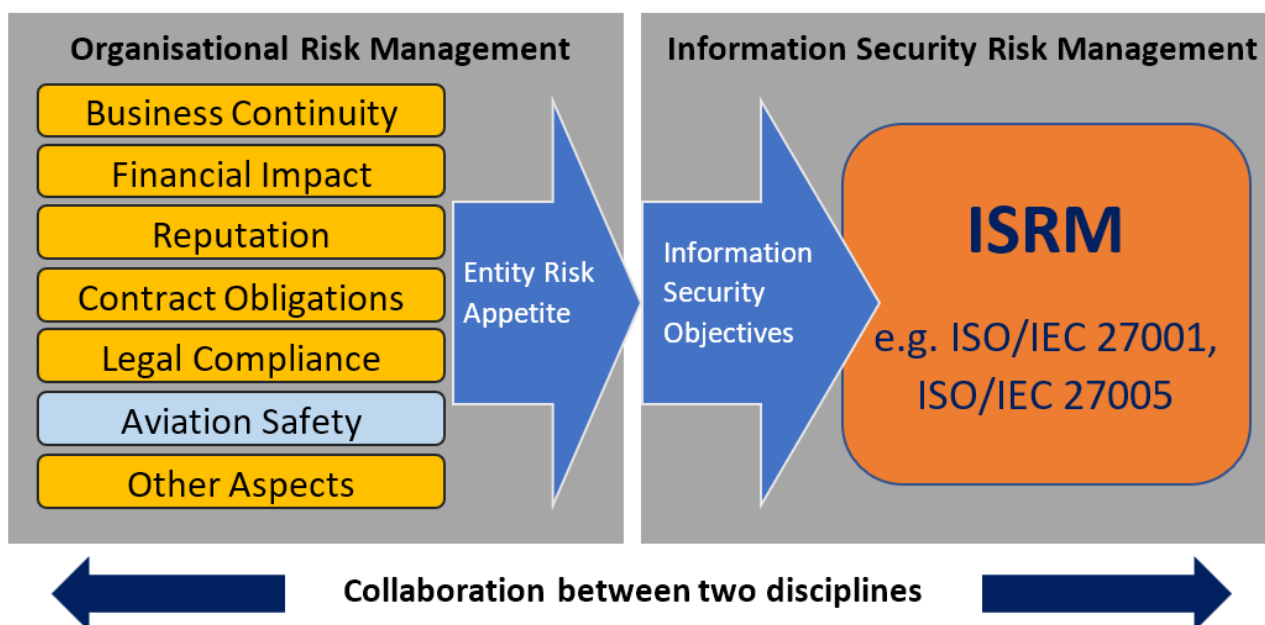 Organisational Risk Management
Business Continuity
Financial Impact
Reputation
Contract Obligations
Legal Compliance
Aviation Safety
Other Aspects
Entity Risk
Appetite
Information Security Risk Management
Information
Security
Objectives
ISRM
e.g. ISO/IEC 27001,
ISO/IEC 27005
Collaboration between two disciplines